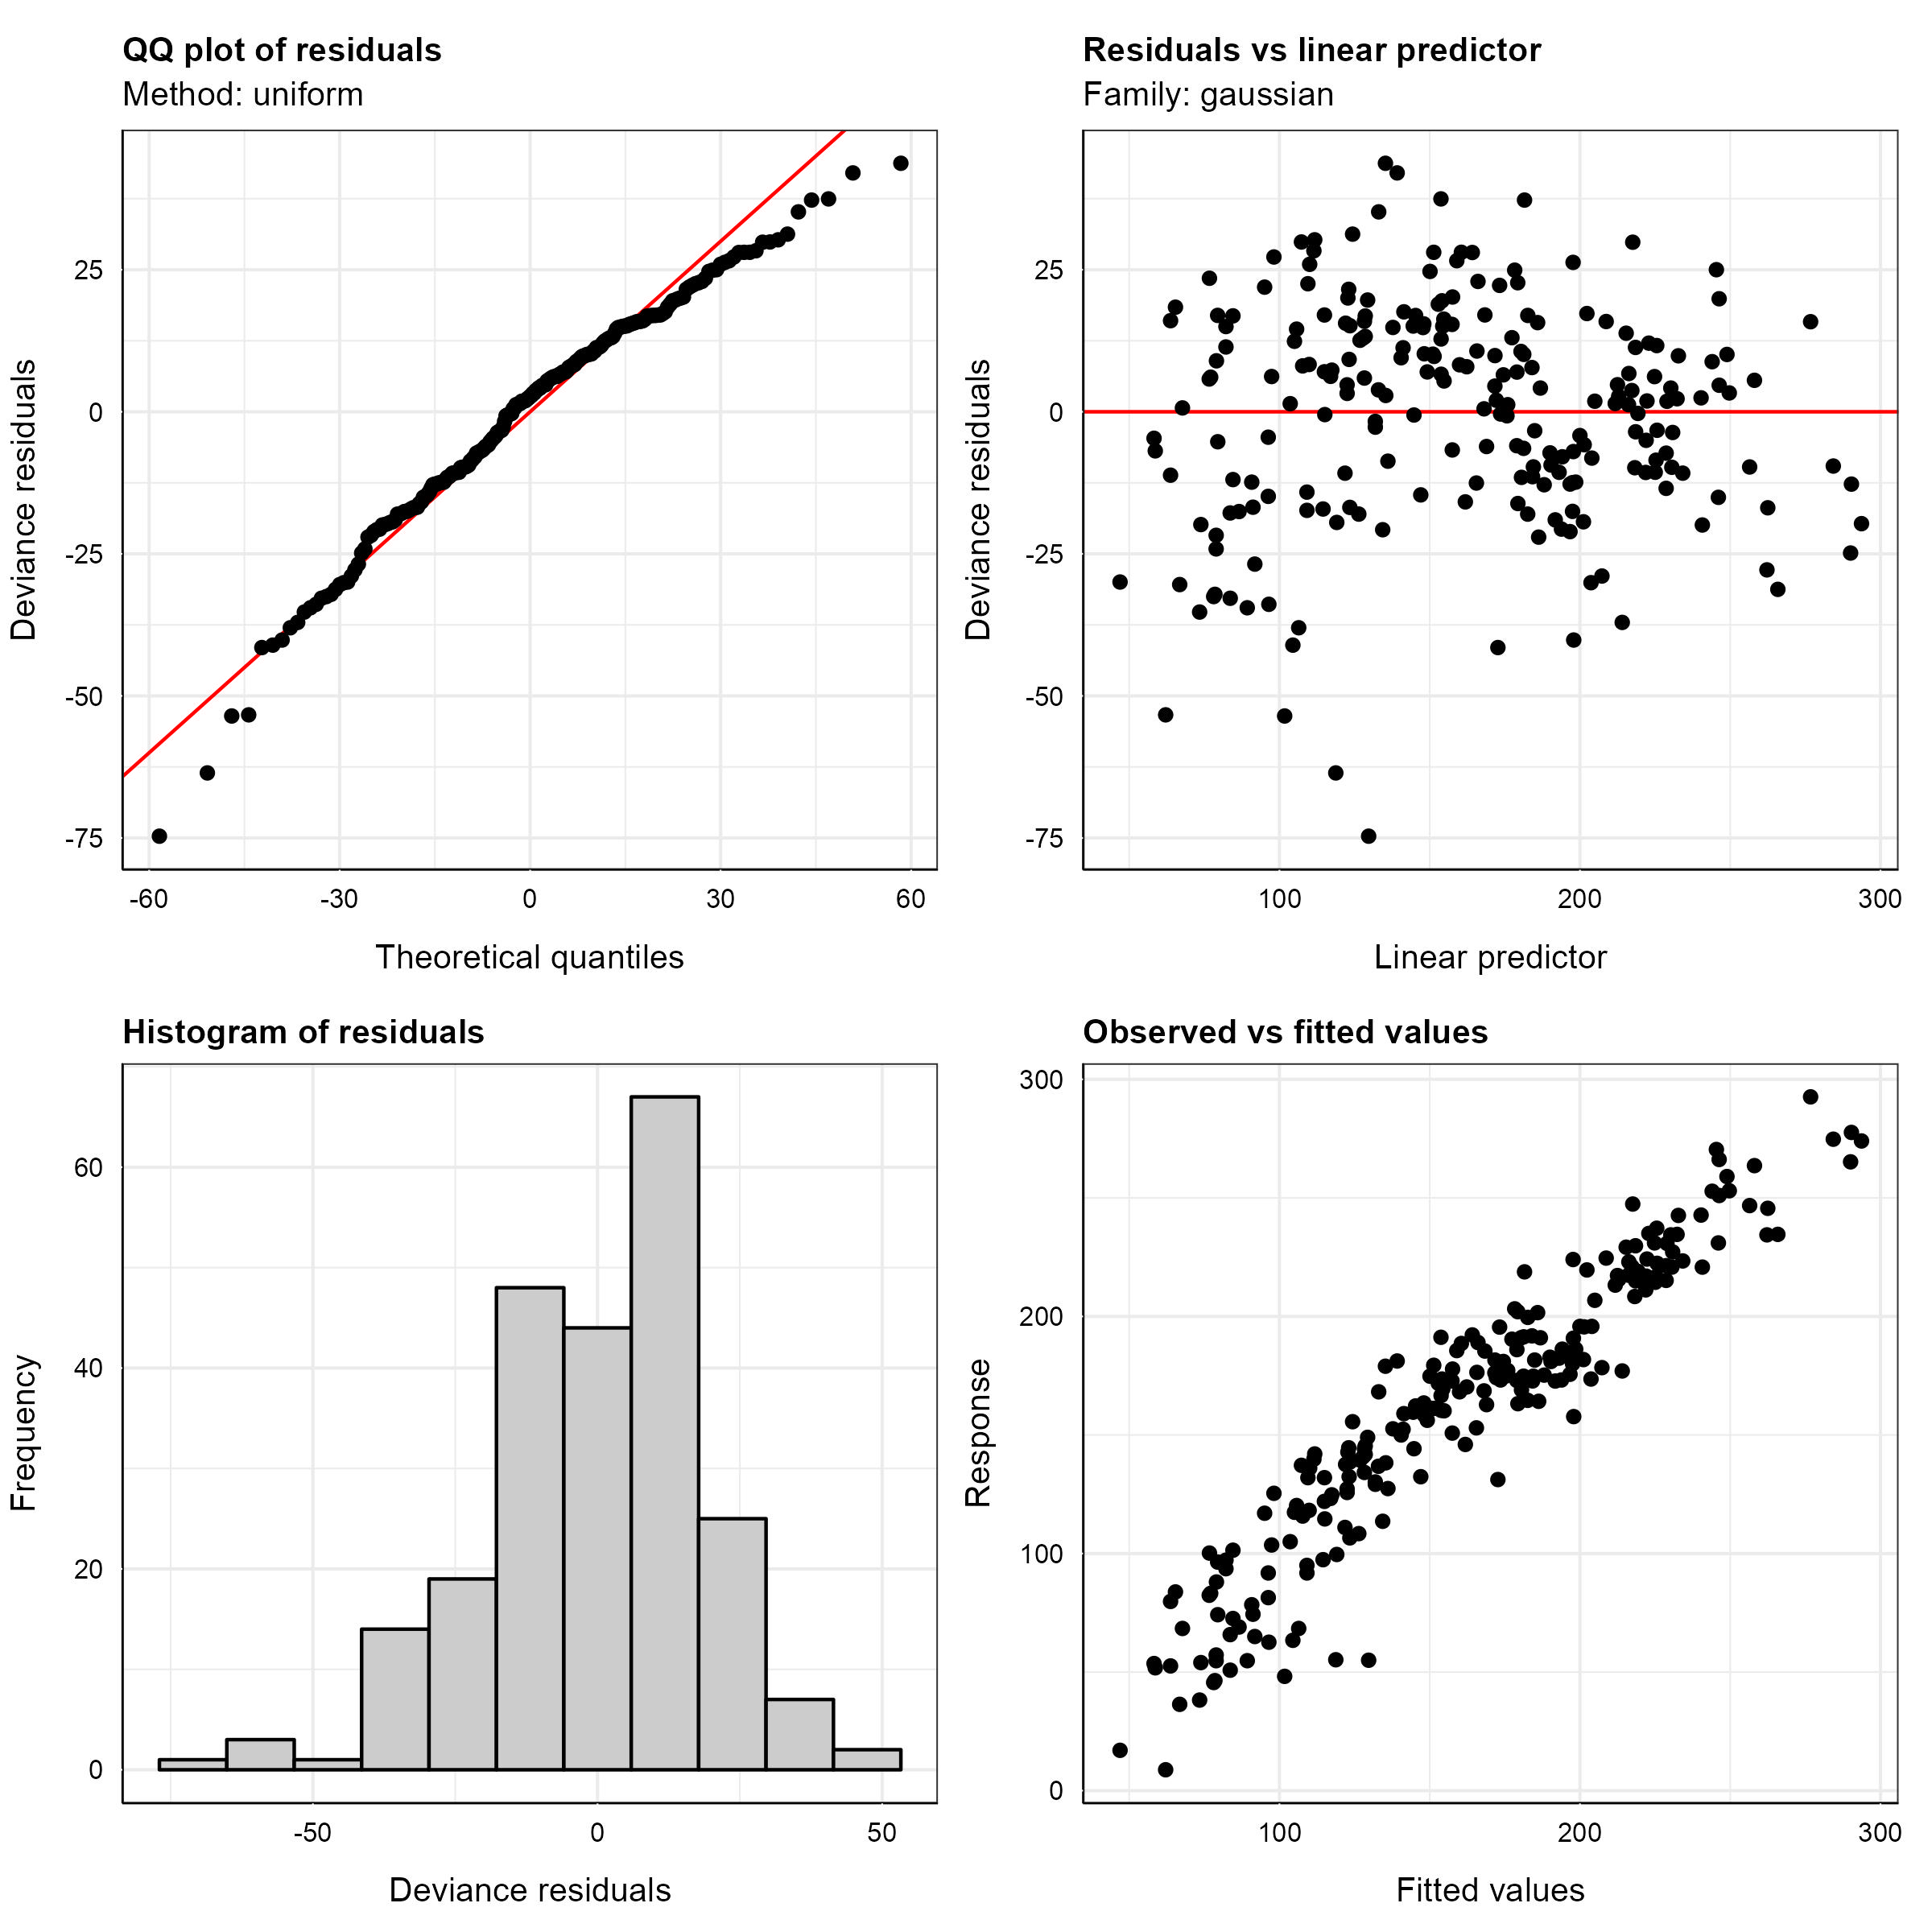 QQ plot of residuals
Method: uniform
Deviance residuals
25
0
-25
-50
-75
-60 -30 0 30 60
Theoretical quantiles
Residuals vs linear predictor
Family: gaussian
Deviance residuals
25
0
-25
-50
-75
100 200 300
Linear predictor
Histogram of residuals
Frequency
60
40
20
0
-50 0 50
Deviance residuals
Observed vs fitted values
Response
300
200
100
0
100 200 300
Fitted values